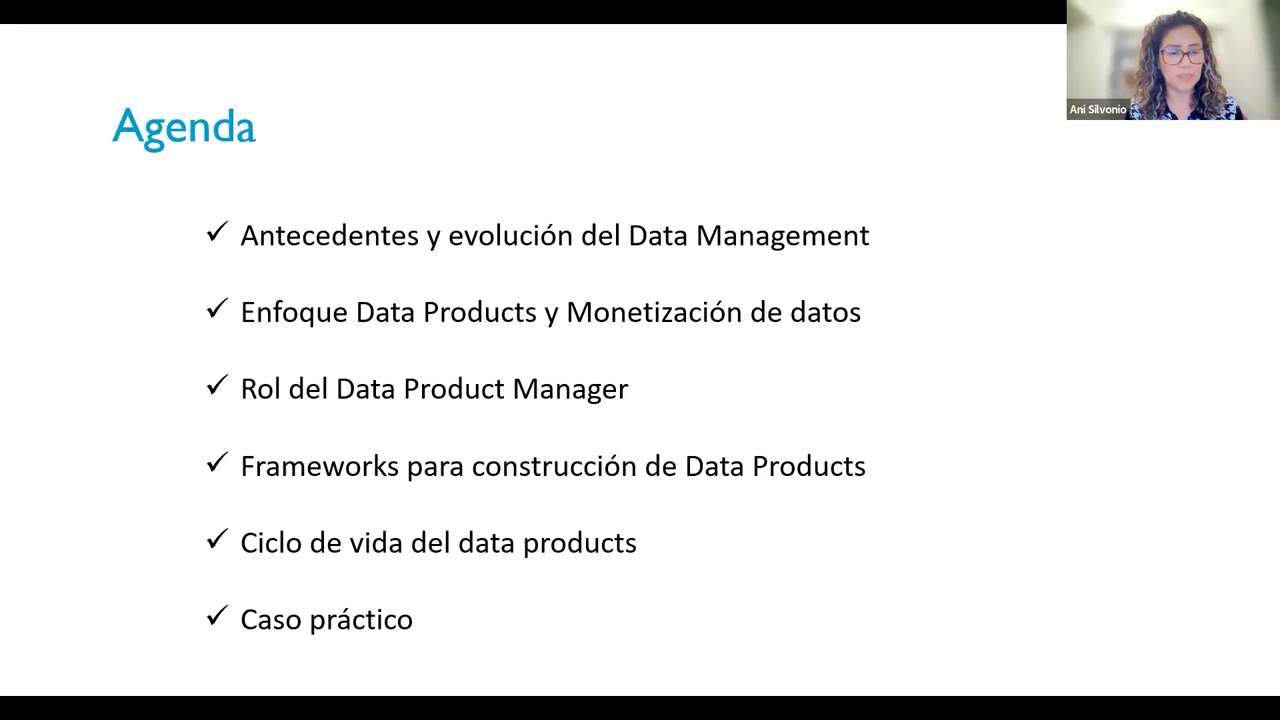 Agenda
Ani Silvonio
✓ Antecedentes y evolución del Data Management
✓ Enfoque Data Products y Monetización de datos
✓ Rol del Data Product Manager
✓ Frameworks para construcción de Data Products
✓ Ciclo de vida del data products
✓ Caso práctico